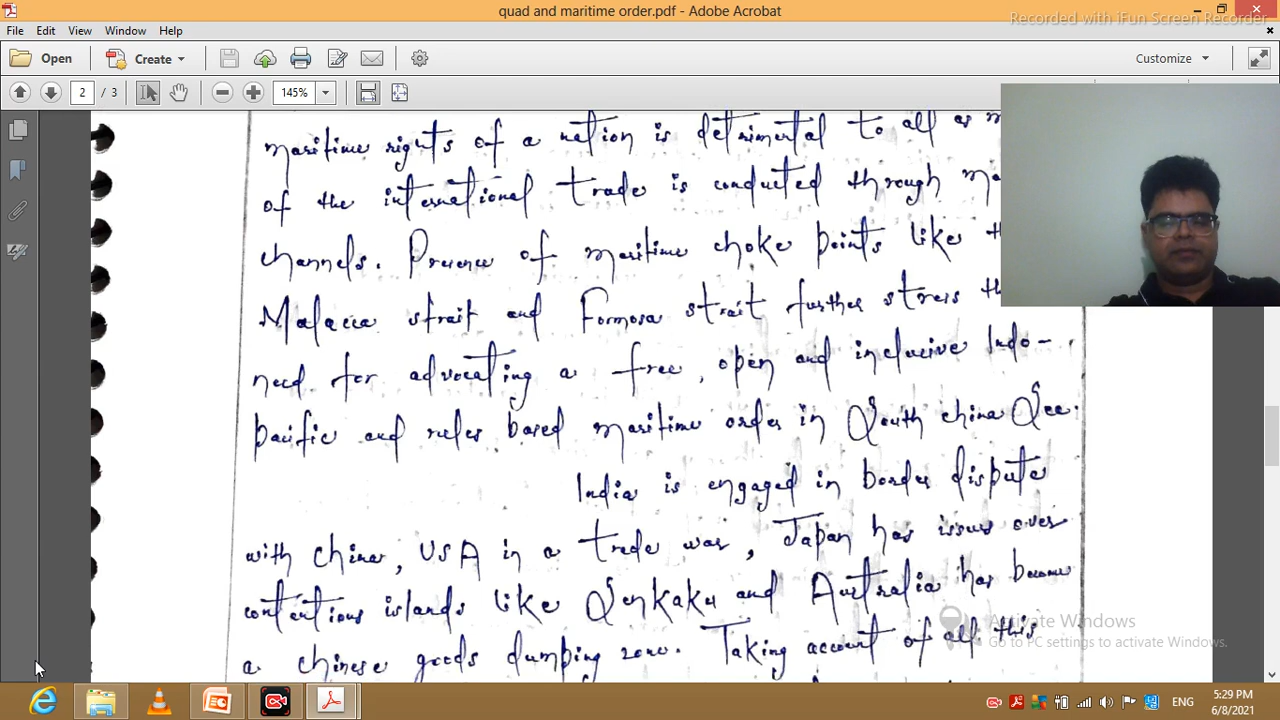 quad and maritime order.pdf - Adobe Acrobat
Recorded with iFun Screen Recorder
File Edit View Window Help
Open Create Customize
2 / 3 145%
maritime rights of a nation is detrimental to all as m
of the international trade is conducted through ma
channels. Presence of maritime choke points like th
Malacca strait and Formosa strait further stress th
need for advocating a free, open and inclusive Indo-
pacific and rules based maritime order in South china See.
India is engaged in border dispute
with china, USA in a trade war, Japan has issues over
contentious islands like Senkaku and Australia has become
a chinese goods dumping zone. Taking account of all this
Activate Windows
Go to PC settings to activate Windows.
ENG
5:29 PM
6/8/2021